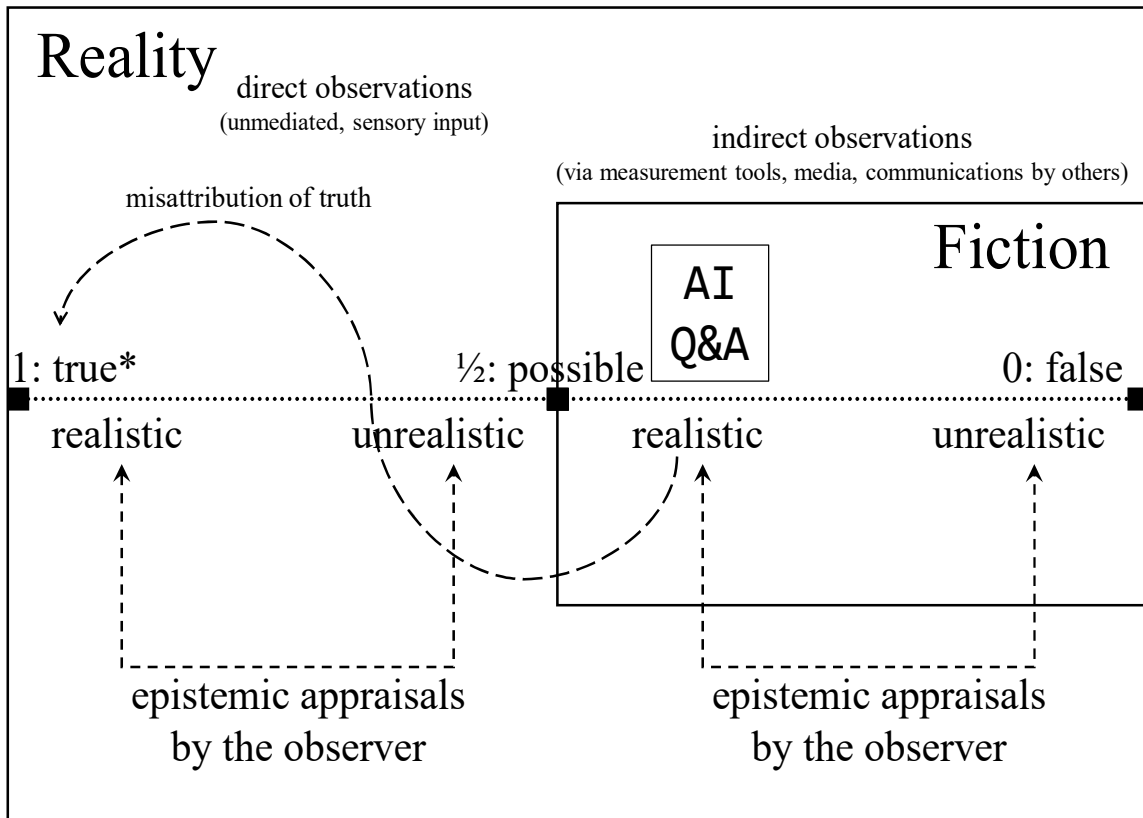 Reality
direct observations
(unmediated, sensory input)
indirect observations
(via measurement tools, media, communications by others)
misattribution of truth
Fiction
AI
Q&A
1: true*
½: possible
0: false
realistic
unrealistic
realistic
unrealistic
epistemic appraisals
by the observer
epistemic appraisals
by the observer